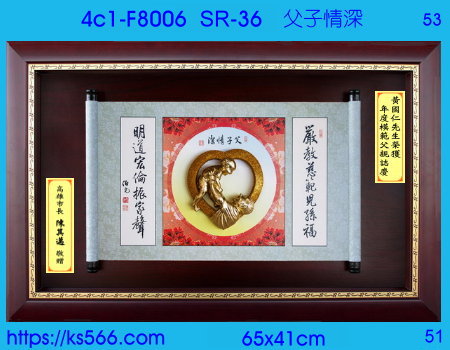 4c1-F8006 SR-36 父子情深 53
黃國仁先生榮獲
年度模範父親誌慶
嚴教慈範見孫福
深情子父
明道宏倫振家聲
高雄市長 陳其邁 敬贈
https://ks566.com 65x41cm 51